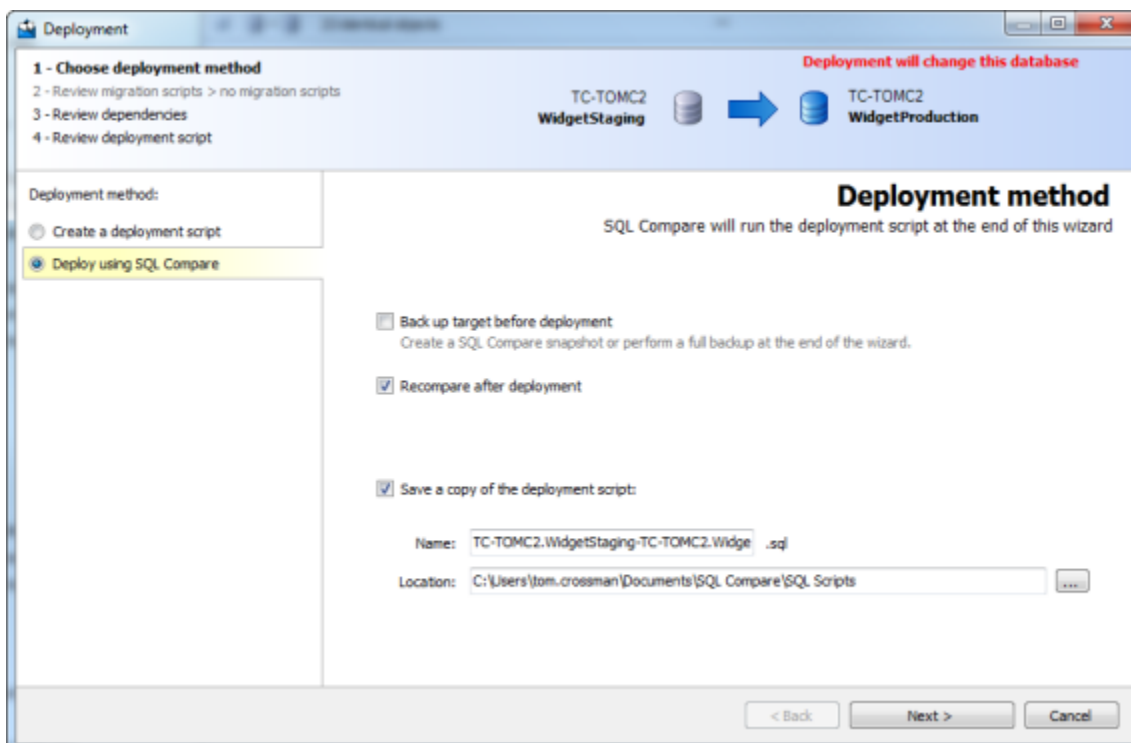 Deployment
1 - Choose deployment method
2 - Review migration scripts > no migration scripts
3 - Review dependencies
4 - Review deployment script
Deployment will change this database
TC-TOMC2
WidgetStaging
TC-TOMC2
WidgetProduction
Deployment method:
Create a deployment script
Deploy using SQL Compare
Deployment method
SQL Compare will run the deployment script at the end of this wizard
Back up target before deployment
Create a SQL Compare snapshot or perform a full backup at the end of the wizard.
Recompare after deployment
Save a copy of the deployment script:
Name: TC-TOMC2.WidgetStaging-TC-TOMC2.Widge .sql
Location: C:\Users\tom.crossman\Documents\SQL Compare\SQL Scripts ...
< Back Next > Cancel